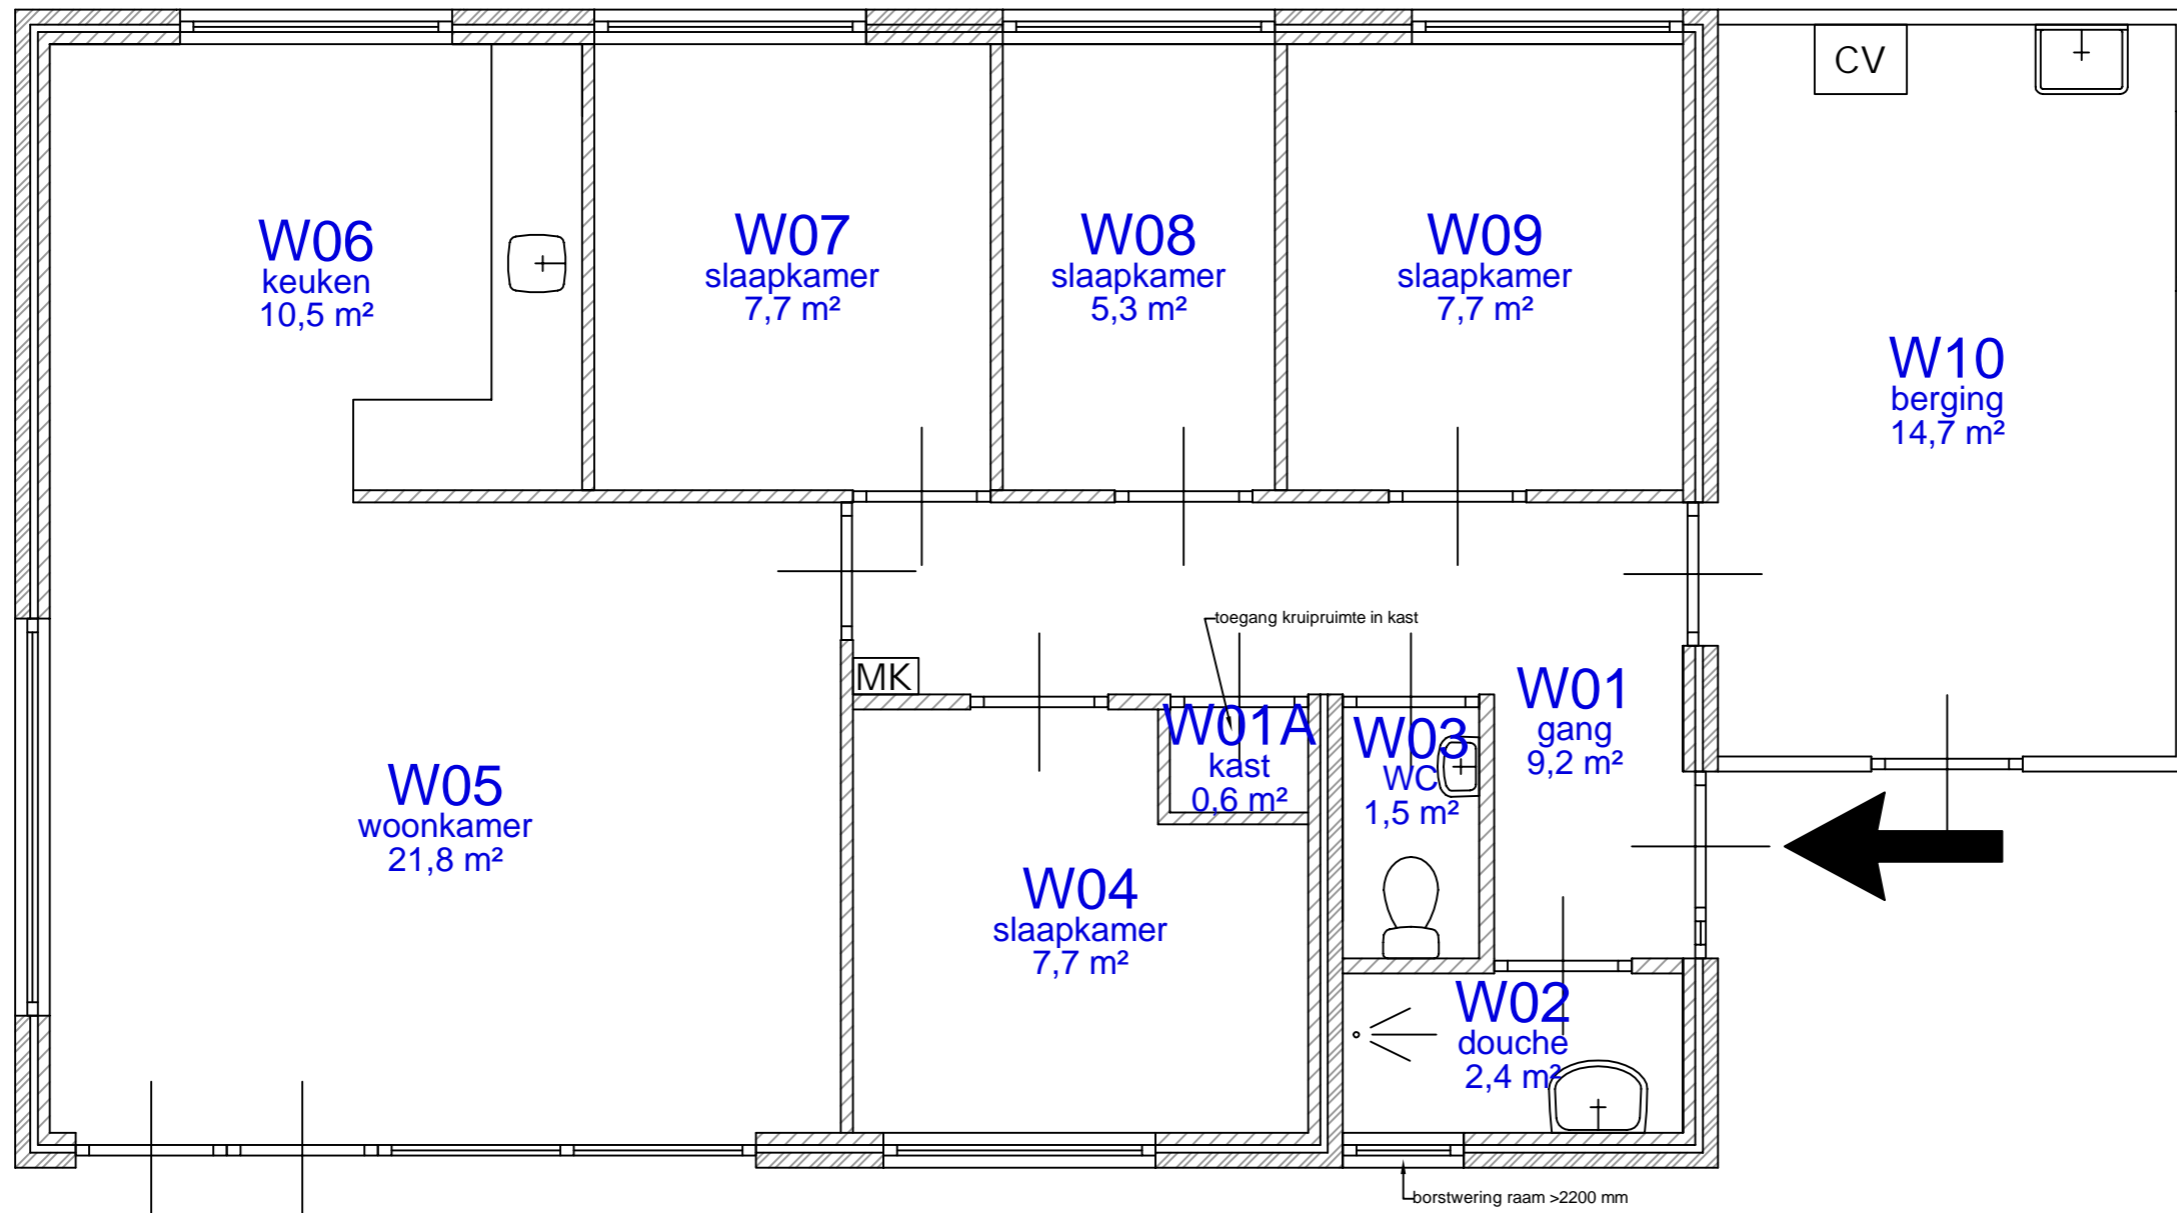 CV
W06
keuken
10,5 m²
W07
slaapkamer
7,7 m²
W08
slaapkamer
5,3 m²
W09
slaapkamer
7,7 m²
W10
berging
14,7 m²
toegang kruipruimte in kast
MK
W01A
kast
0,6 m²
W03
WC
1,5 m²
W01
gang
9,2 m²
W05
woonkamer
21,8 m²
W04
slaapkamer
7,7 m²
W02
douche
2,4 m²
borstwering raam >2200 mm